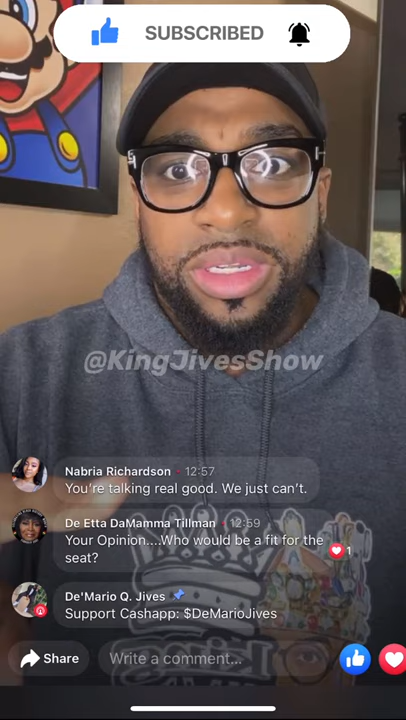 SUBSCRIBED
@KingJivesShow
Nabria Richardson • 12:57
You're talking real good. We just can't.
De Etta DaMamma Tillman • 12:59
Your Opinion....Who would be a fit for the
seat?
1
De'Mario Q. Jives
Support Cashapp: $DeMarioJives
Share
Write a comment...